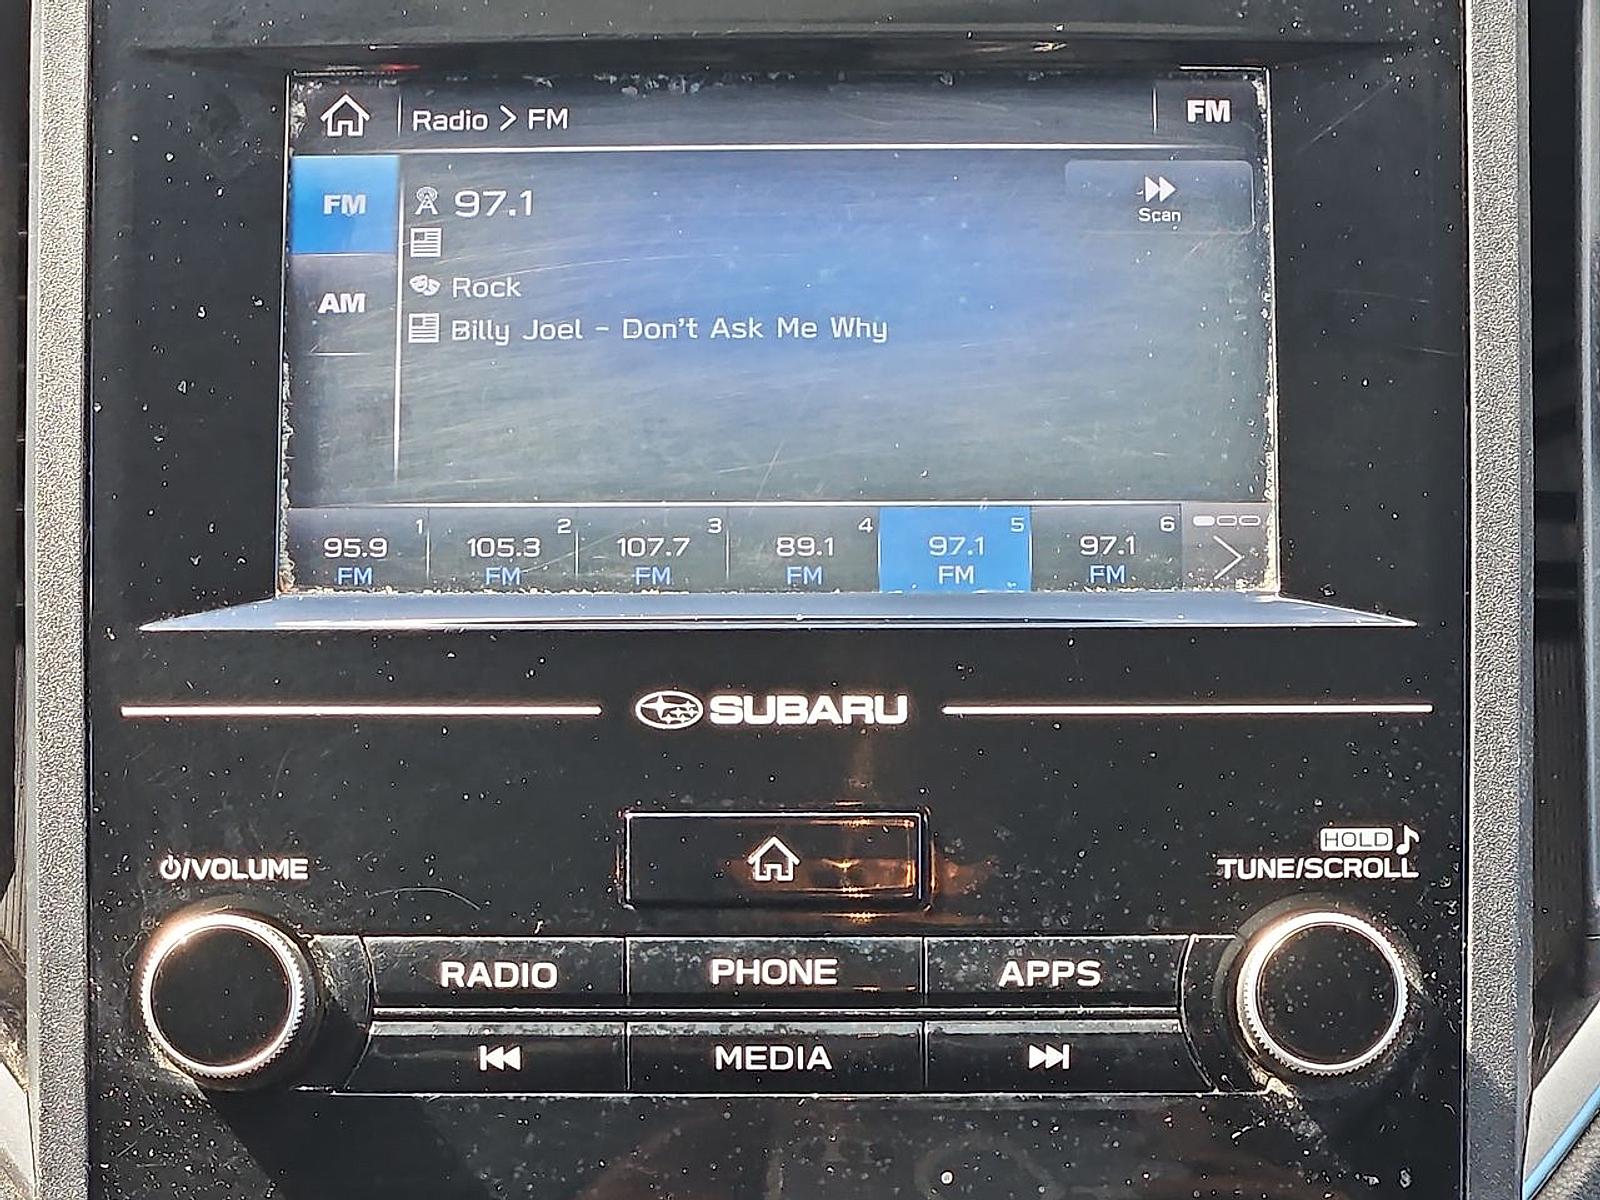 Radio > FM
FM
FM
97.1
Scan
AM
Rock
Billy Joel - Don't Ask Me Why
1 2 3 4 5 6
95.9 105.3 107.7 89.1 97.1 97.1
FM FM FM FM FM FM
SUBARU
/VOLUME
HOLD
TUNE/SCROLL
RADIO PHONE APPS
MEDIA